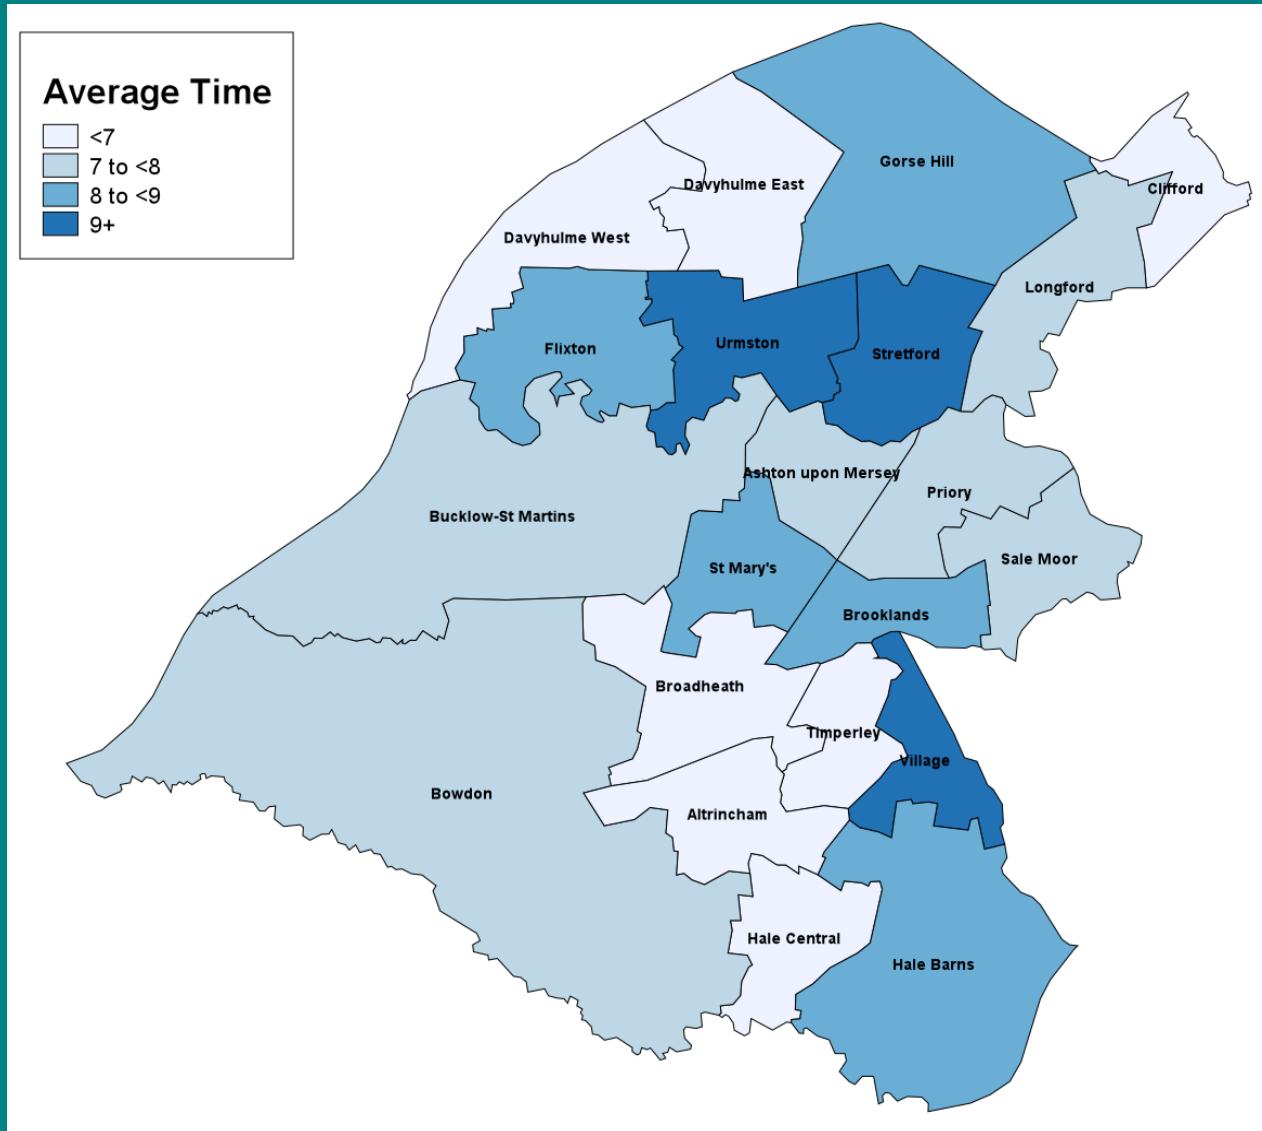 Average Time
<7
7 to <8
8 to <9
9+
Gorse Hill
Davyhulme East
Clifford
Davyhulme West
Longford
Urmston
Flixton
Stretford
Ashton upon Mersey
Priory
Bucklow-St Martins
Sale Moor
St Mary's
Brooklands
Broadheath
Timperley
Village
Bowdon
Altrincham
Hale Central
Hale Barns